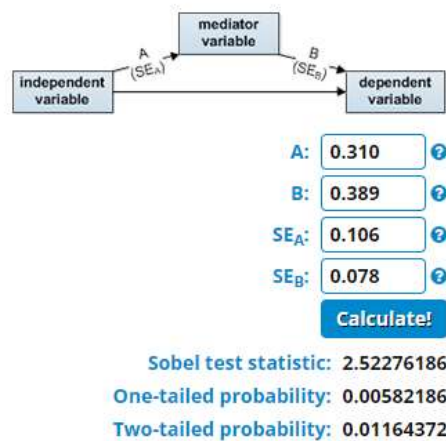 mediator
variable
A
(SEA)
B
(SEB)
independent
variable
dependent
variable
A: 0.310 ?
B: 0.389 ?
SEA: 0.106 ?
SEB: 0.078 ?
Calculate!
Sobel test statistic: 2.52276186
One-tailed probability: 0.00582186
Two-tailed probability: 0.01164372